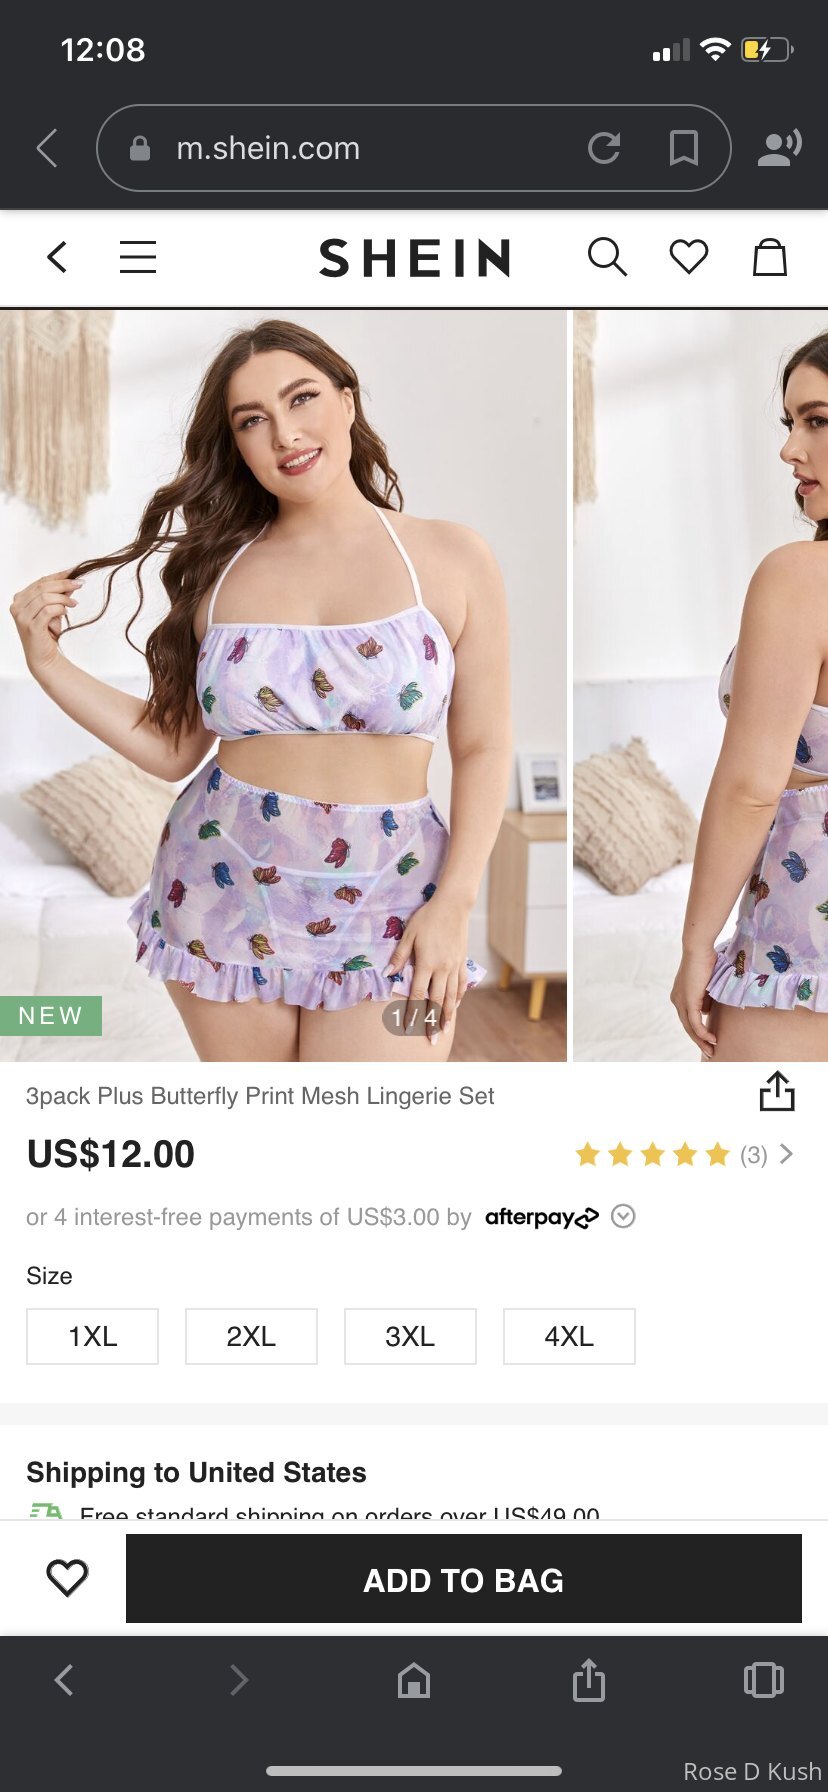 12:08
m.shein.com
SHEIN
NEW
1 / 4
3pack Plus Butterfly Print Mesh Lingerie Set
US$12.00
(3)
or 4 interest-free payments of US$3.00 by afterpay
Size
1XL 2XL 3XL 4XL
Shipping to United States
Free standard shipping on orders over US$49.00
ADD TO BAG
Rose D Kush